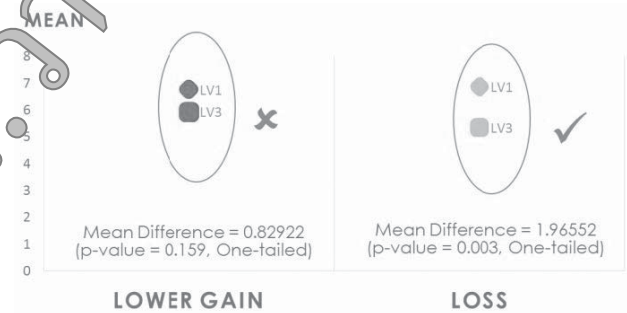 MEAN
8
7
6
5
4
3
2
1
0
LV1
LV3
LV1
LV3
Mean Difference = 0.82922
(p-value = 0.159, One-tailed)
Mean Difference = 1.96552
(p-value = 0.003, One-tailed)
LOWER GAIN
LOSS